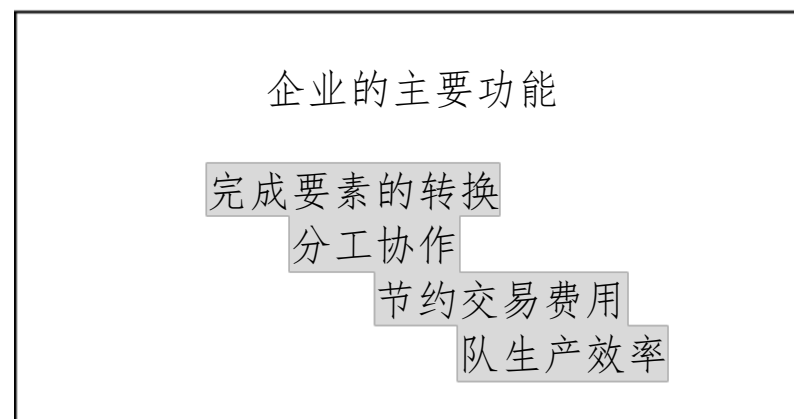 企业的主要功能
完成要素的转换
分工协作
节约交易费用
队生产效率